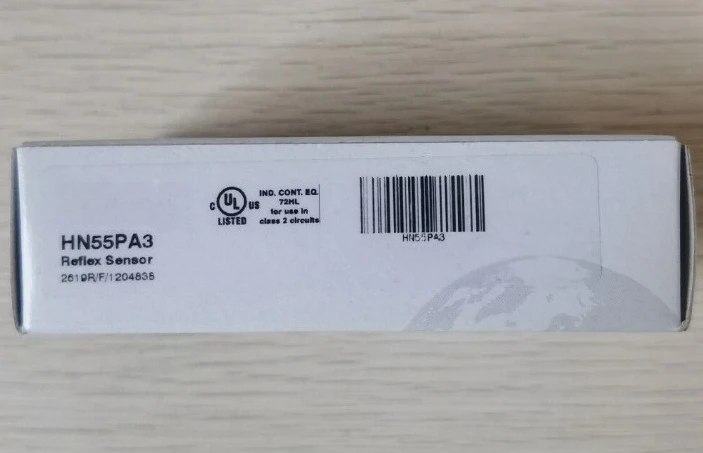 C UL US
LISTED
IND. CONT. EQ.
72HL
for use in
class 2 circuits
HN55PA3
HN55PA3
Reflex Sensor
2619R/F/1204835